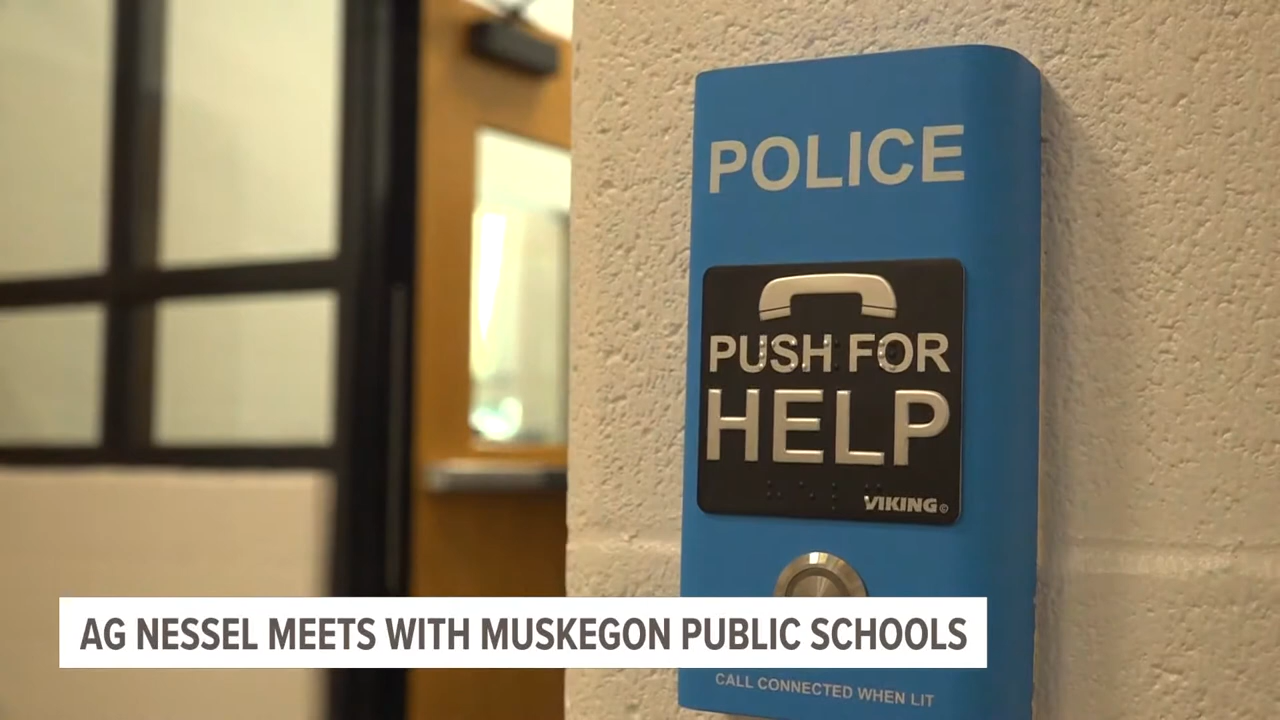 POLICE
PUSH FOR
HELP
VIKING©
AG NESSEL MEETS WITH MUSKEGON PUBLIC SCHOOLS
CALL CONNECTED WHEN LIT